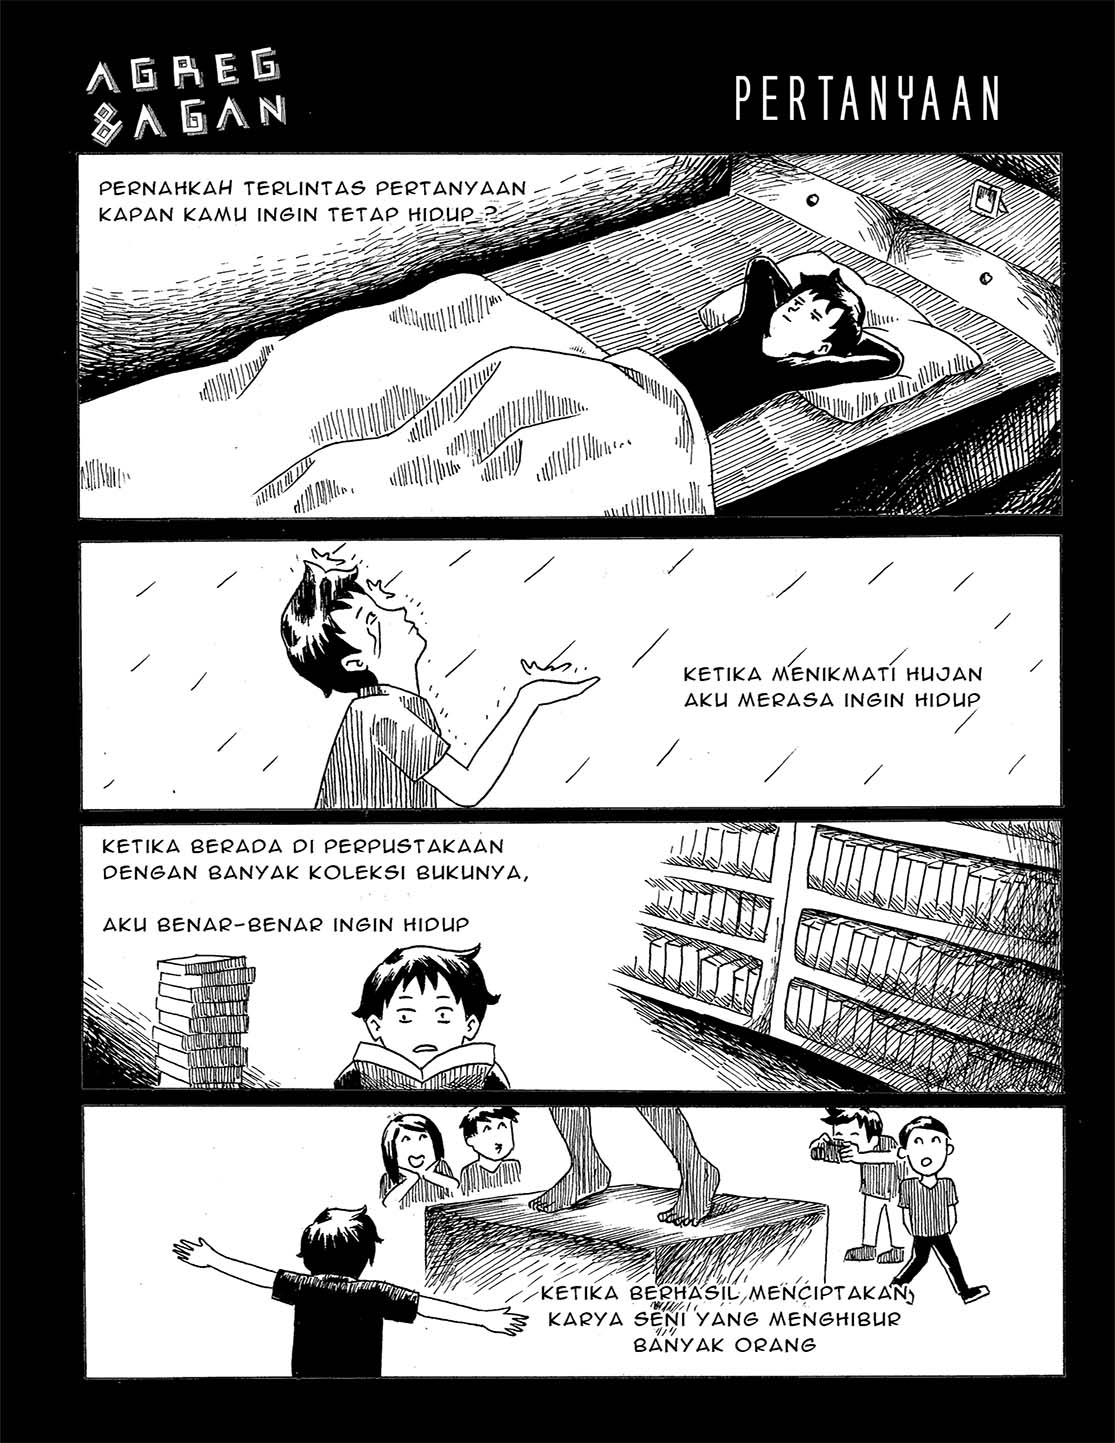 AGREG
&AGAN
PERTANYAAN
PERNAHKAH TERLINTAS PERTANYAAN
KAPAN KAMU INGIN TETAP HIDUP ?
KETIKA MENIKMATI HUJAN
AKU MERASA INGIN HIDUP
KETIKA BERADA DI PERPUSTAKAAN
DENGAN BANYAK KOLEKSI BUKUNYA,
AKU BENAR-BENAR INGIN HIDUP
KETIKA BERHASIL MENCIPTAKAN,
KARYA SENI YANG MENGHIBUR
BANYAK ORANG